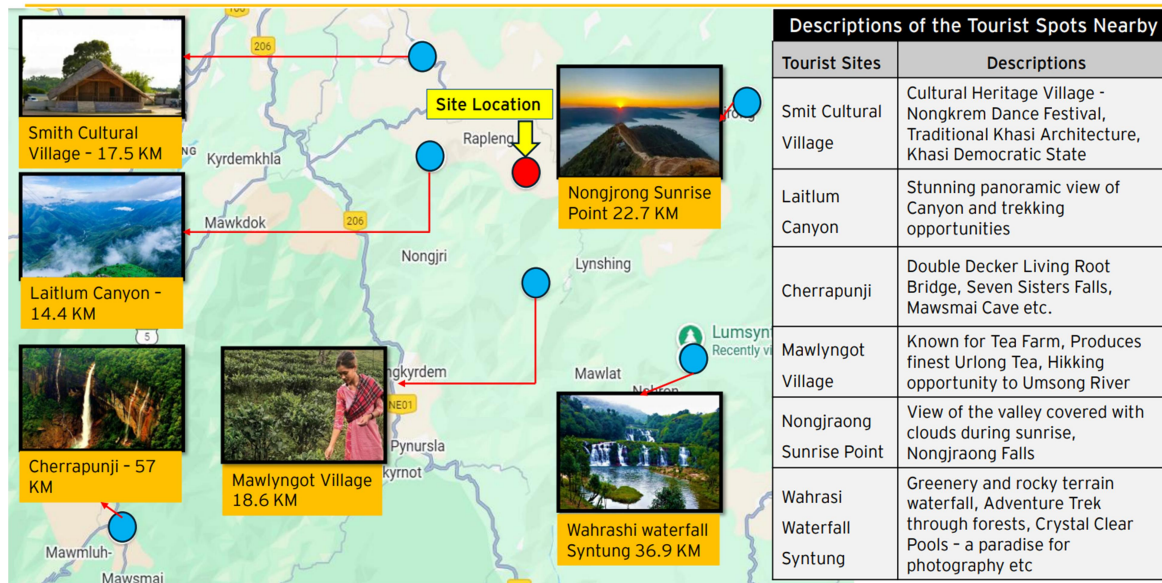 206
Site Location
Rapleng
Smith Cultural
Village – 17.5 KM
NG
Kyrdemkhla
Nongjrong Sunrise
Point 22.7 KM
Mawkdok
206
Nongjri
Lynshing
Laitlum Canyon –
14.4 KM
5
Lumsyn
Recently vi
Mawlat
ngkyrdem
NE01
Pynursla
kyrnot
Cherrapunji – 57
KM
Mawlyngot Village
18.6 KM
Wahrashi waterfall
Syntung 36.9 KM
Mawmluh-
Mawsmai
Descriptions of the Tourist Spots Nearby
Tourist Sites
Descriptions
Smit Cultural
Village
Cultural Heritage Village -
Nongkrem Dance Festival,
Traditional Khasi Architecture,
Khasi Democratic State
Laitlum
Canyon
Stunning panoramic view of
Canyon and trekking
opportunities
Cherrapunji
Double Decker Living Root
Bridge, Seven Sisters Falls,
Mawsmai Cave etc.
Mawlyngot
Village
Known for Tea Farm, Produces
finest Urlong Tea, Hikking
opportunity to Umsong River
Nongjraong
Sunrise Point
View of the valley covered with
clouds during sunrise,
Nongjraong Falls
Wahrasi
Waterfall
Syntung
Greenery and rocky terrain
waterfall, Adventure Trek
through forests, Crystal Clear
Pools – a paradise for
photography etc